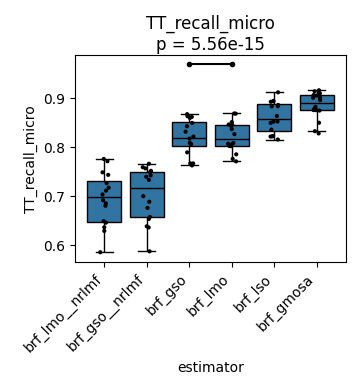 TT_recall_micro
p = 5.56e-15
TT_recall_micro
0.9
0.8
0.7
0.6
brf_lmo__nrlmf
brf_gso__nrlmf
brf_gso
brf_lmo
brf_lso
brf_gmosa
estimator